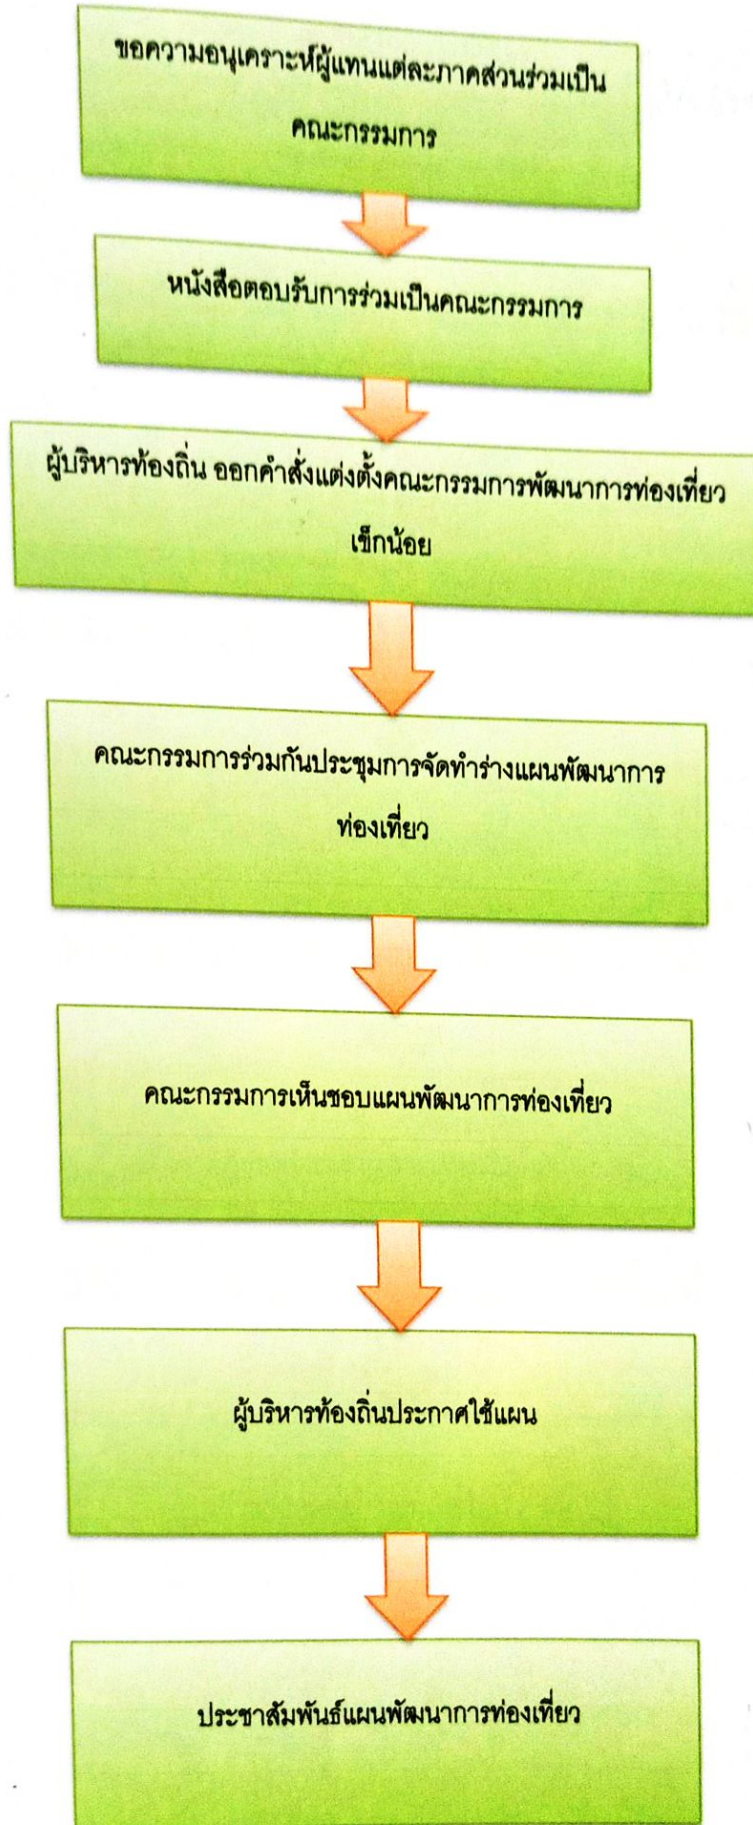 ขอความอนุเคราะห์ผู้แทนแต่ละภาคส่วนร่วมเป็น
คณะกรรมการ
หนังสือตอบรับการร่วมเป็นคณะกรรมการ
ผู้บริหารท้องถิ่น ออกคำสั่งแต่งตั้งคณะกรรมการพัฒนาการท่องเที่ยว
เข็กน้อย
คณะกรรมการร่วมกันประชุมการจัดทำร่างแผนพัฒนาการ
ท่องเที่ยว
คณะกรรมการเห็นชอบแผนพัฒนาการท่องเที่ยว
ผู้บริหารท้องถิ่นประกาศใช้แผน
ประชาสัมพันธ์แผนพัฒนาการท่องเที่ยว